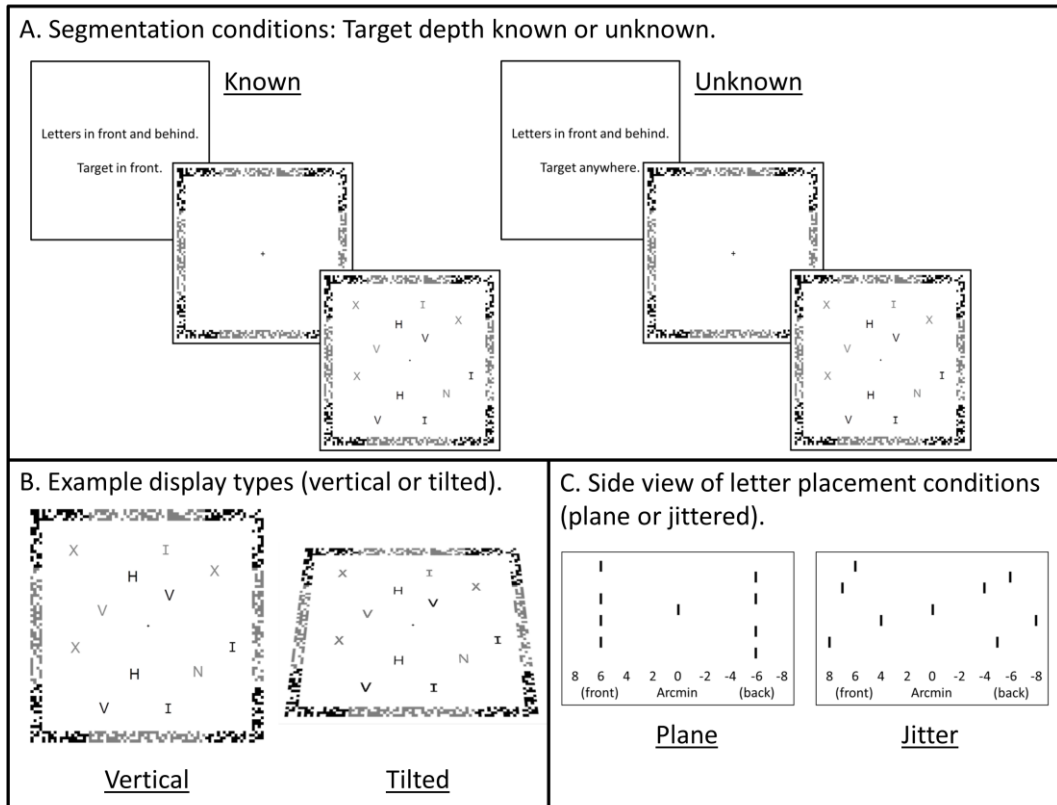 A. Segmentation conditions: Target depth known or unknown.
Known
Unknown
Letters in front and behind.
Target in front.
Letters in front and behind.
Target anywhere.
X I
X
H
V
V
X I
H N
V I
X I
X
H
V
V
X I
H N
V I
B. Example display types (vertical or tilted).
X I
X
H
V
V
X I
H N
V I
X I
X
H
V
V
X I
H N
V I
Vertical
Tilted
C. Side view of letter placement conditions
(plane or jittered).
8 6 4 2 0 -2 -4 -6 -8
(front) Arcmin (back)
8 6 4 2 0 -2 -4 -6 -8
(front) Arcmin (back)
Plane
Jitter